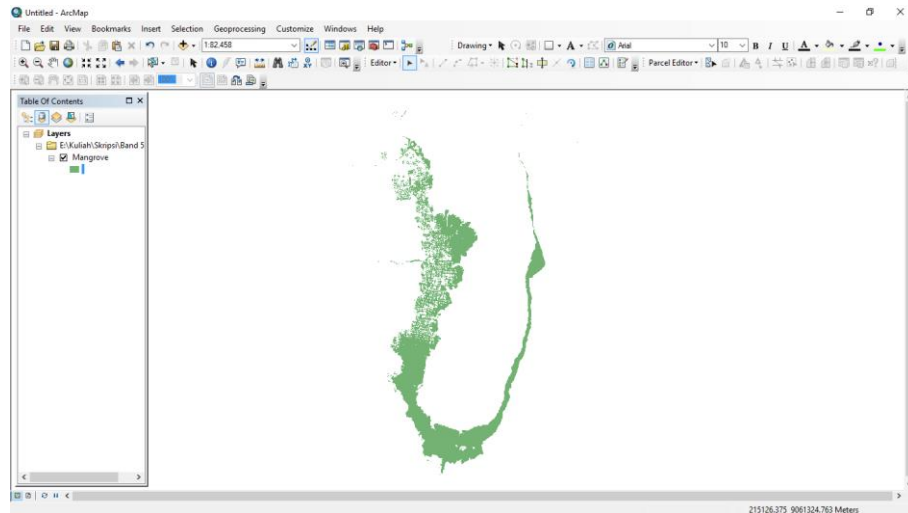 Untitled - ArcMap
File Edit View Bookmarks Insert Selection Geoprocessing Customize Windows Help
1:82,458 Drawing A Arial 10 B I U A
Editor Parcel Editor
Table Of Contents
Layers
E:\Kuliah\Skripsi\Band 5
Mangrove
215126.375 9061324.763 Meters